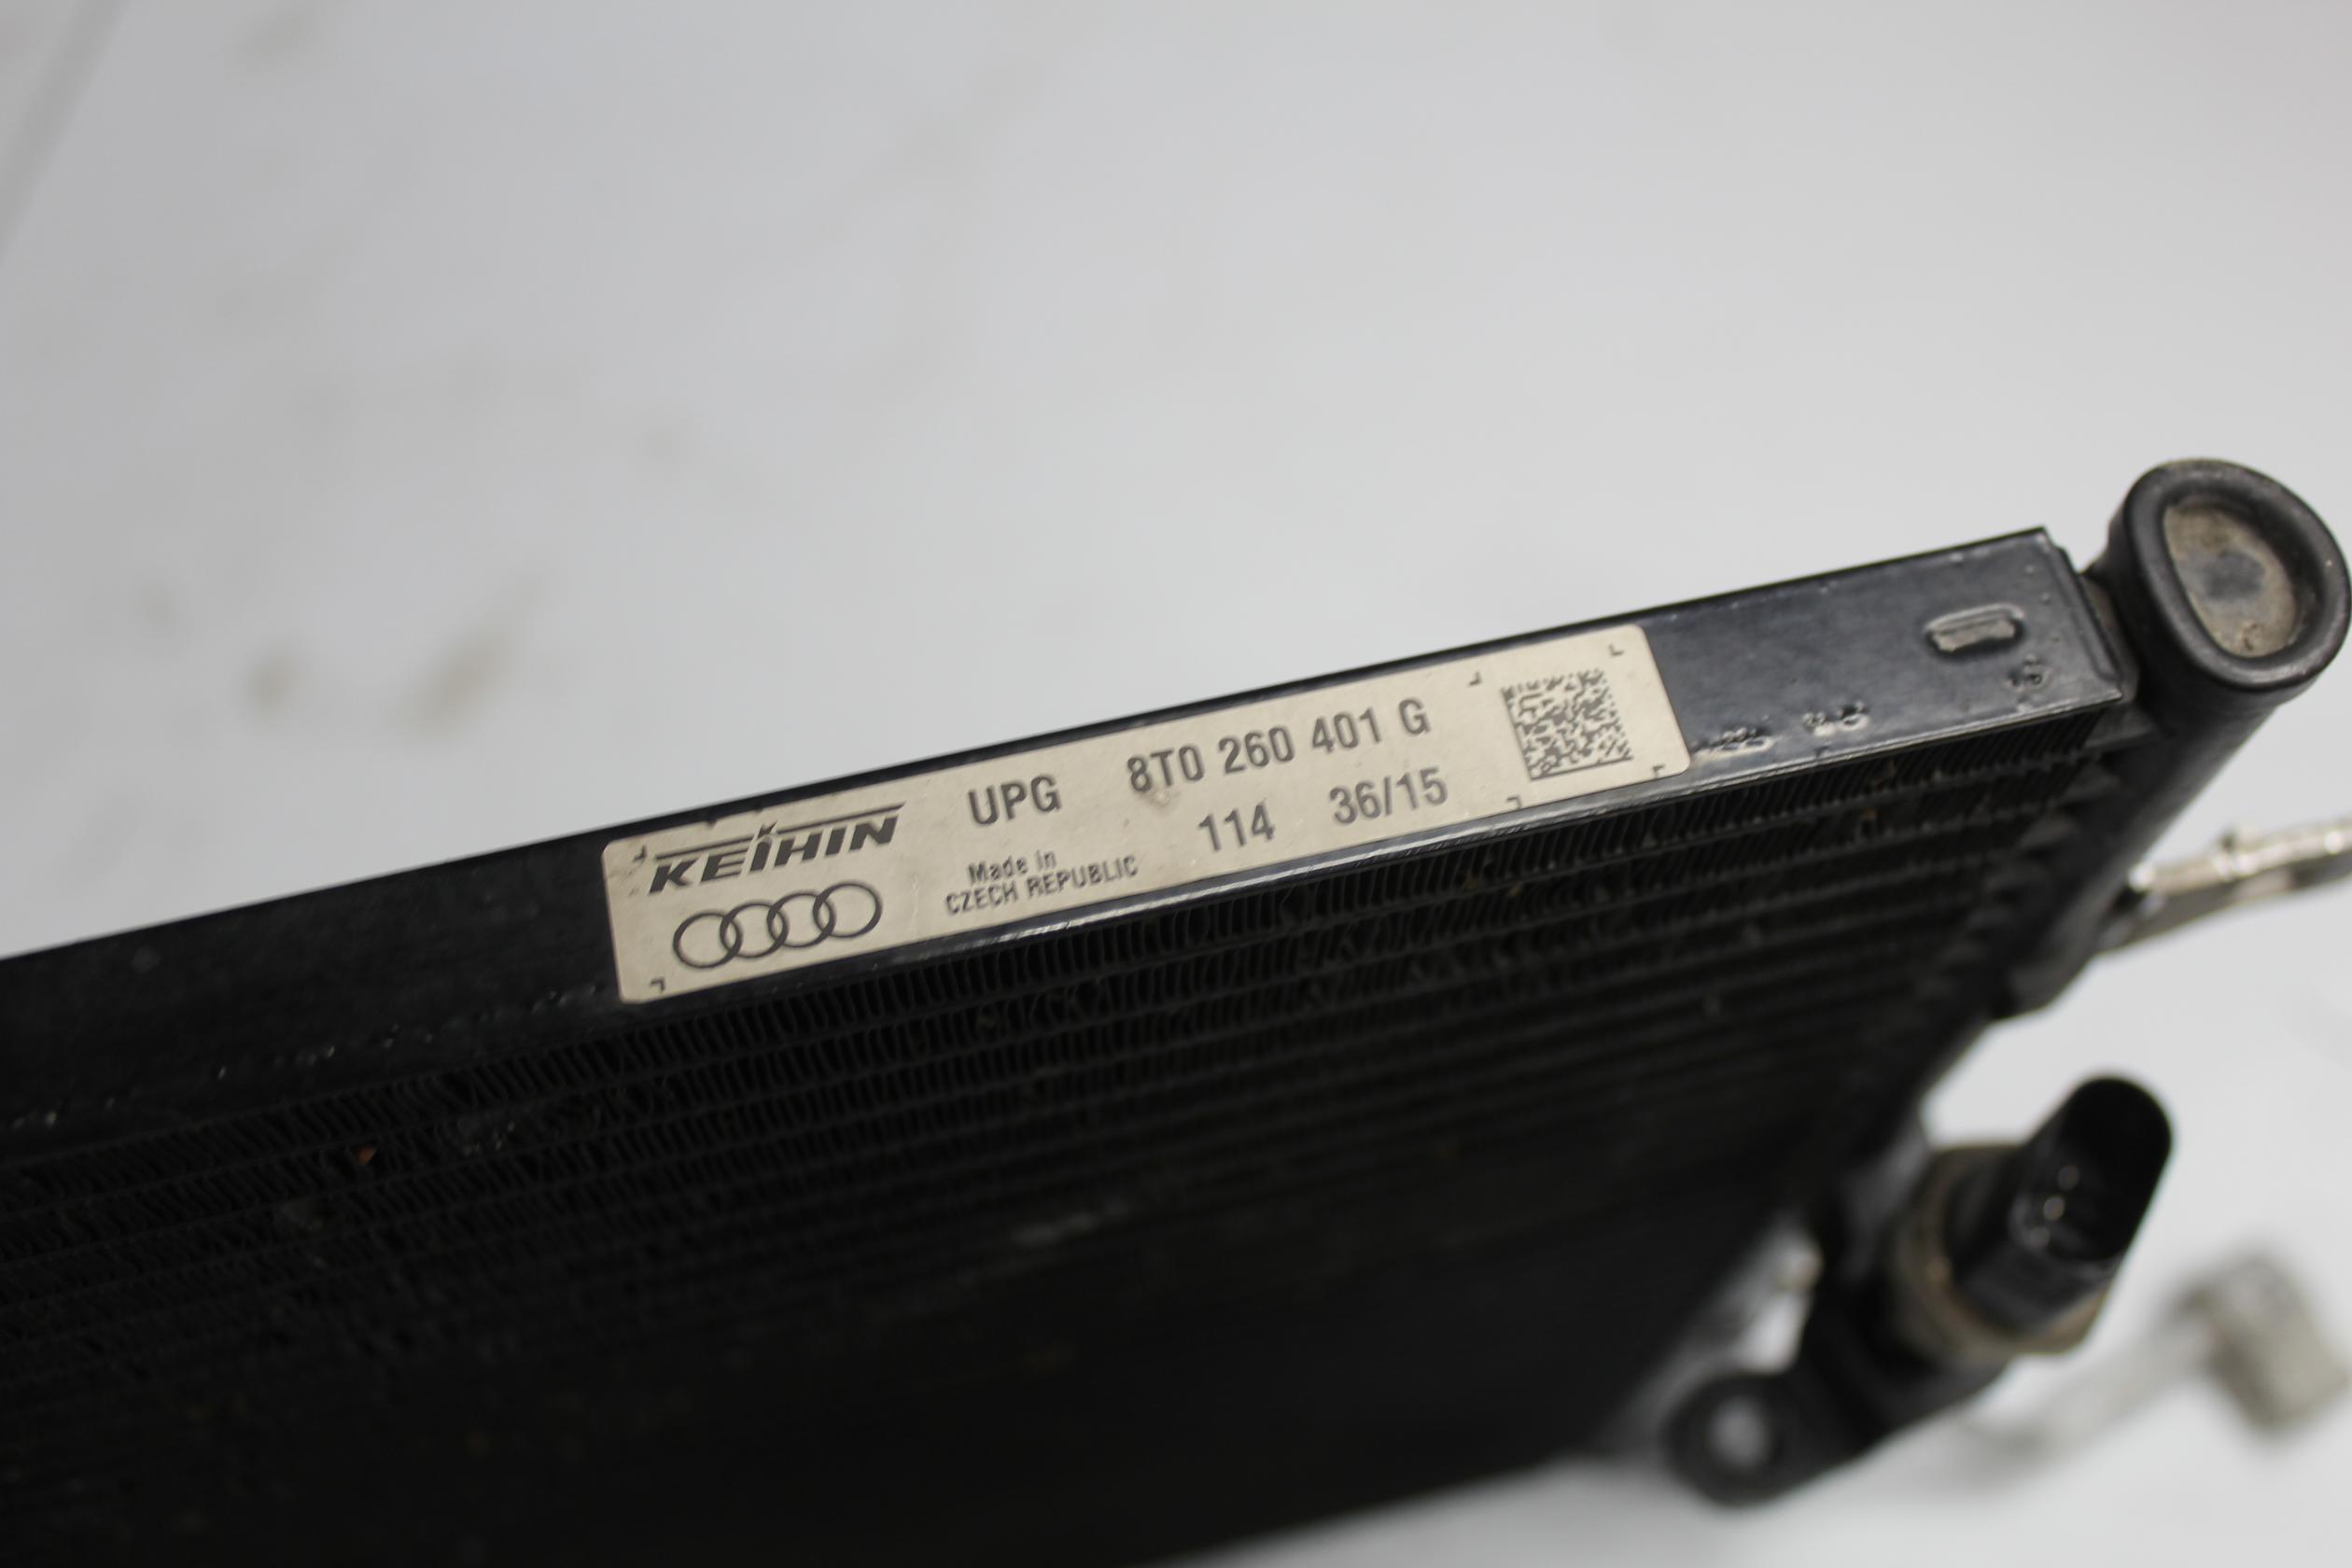 KEIHIN UPG 8T0 260 401 G
Made in 114 36/15
CZECH REPUBLIC